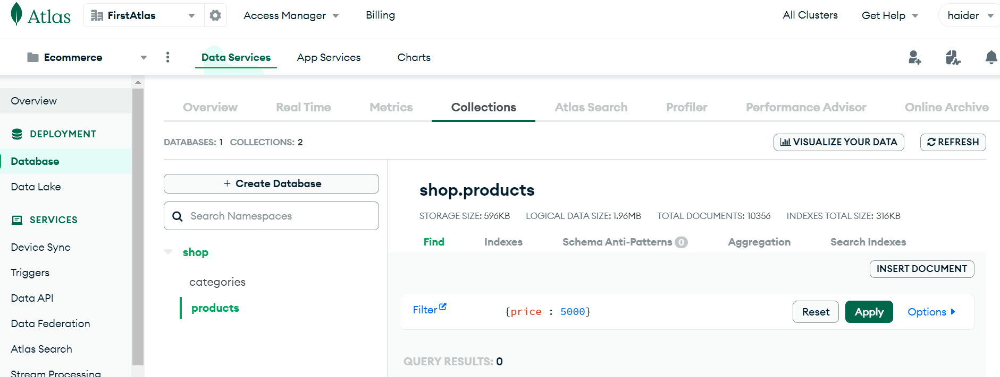 Atlas FirstAtlas Access Manager Billing All Clusters Get Help haider
Ecommerce Data Services App Services Charts
Overview
DEPLOYMENT
Database
Data Lake
SERVICES
Device Sync
Triggers
Data API
Data Federation
Atlas Search
Stream Processing
Overview Real Time Metrics Collections Atlas Search Profiler Performance Advisor Online Archive
DATABASES: 1 COLLECTIONS: 2 VISUALIZE YOUR DATA REFRESH
+ Create Database
Search Namespaces
shop
categories
products
shop.products
STORAGE SIZE: 596KB LOGICAL DATA SIZE: 1.96MB TOTAL DOCUMENTS: 10356 INDEXES TOTAL SIZE: 316KB
Find Indexes Schema Anti-Patterns 0 Aggregation Search Indexes
INSERT DOCUMENT
Filter {price : 5000} Reset Apply Options
QUERY RESULTS: 0